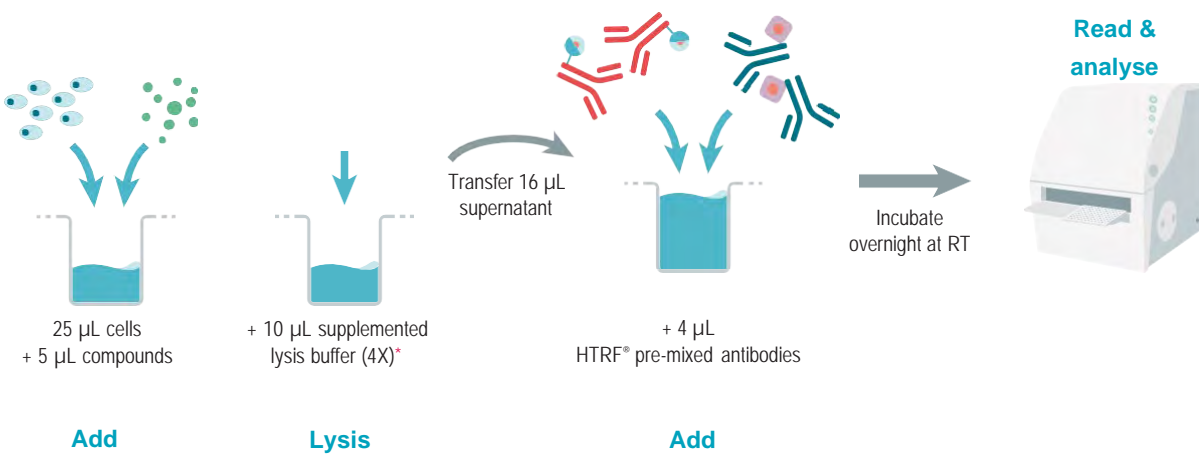 Read &
analyse
Transfer 16 µL
supernatant
Incubate
overnight at RT
25 µL cells
+ 5 µL compounds
+ 10 µL supplemented
lysis buffer (4X)*
+ 4 µL
HTRF® pre-mixed antibodies
Add
Lysis
Add